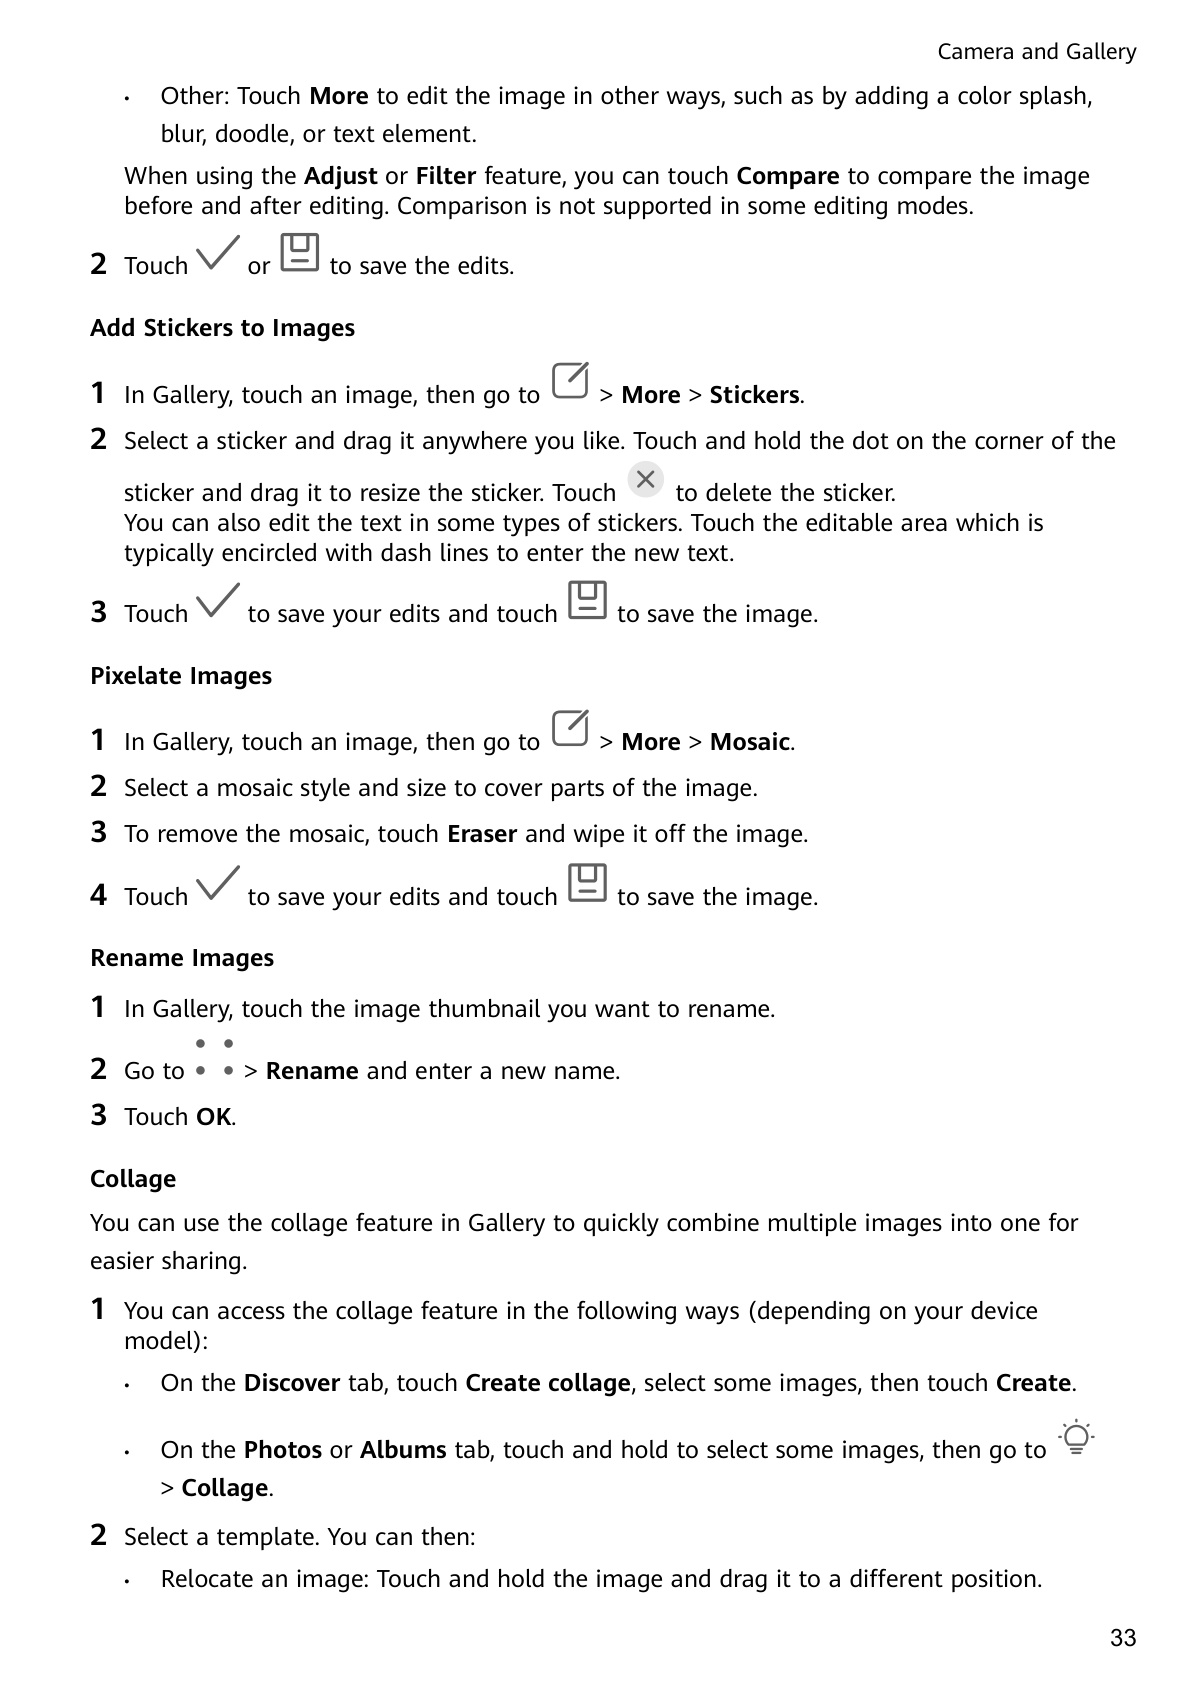 Camera and Gallery
• Other: Touch More to edit the image in other ways, such as by adding a color splash,
blur, doodle, or text element.
When using the Adjust or Filter feature, you can touch Compare to compare the image
before and after editing. Comparison is not supported in some editing modes.
2 Touch or to save the edits.
Add Stickers to Images
1 In Gallery, touch an image, then go to > More > Stickers.
2 Select a sticker and drag it anywhere you like. Touch and hold the dot on the corner of the
sticker and drag it to resize the sticker. Touch to delete the sticker.
You can also edit the text in some types of stickers. Touch the editable area which is
typically encircled with dash lines to enter the new text.
3 Touch to save your edits and touch to save the image.
Pixelate Images
1 In Gallery, touch an image, then go to > More > Mosaic.
2 Select a mosaic style and size to cover parts of the image.
3 To remove the mosaic, touch Eraser and wipe it off the image.
4 Touch to save your edits and touch to save the image.
Rename Images
1 In Gallery, touch the image thumbnail you want to rename.
2 Go to > Rename and enter a new name.
3 Touch OK.
Collage
You can use the collage feature in Gallery to quickly combine multiple images into one for
easier sharing.
1 You can access the collage feature in the following ways (depending on your device
model):
• On the Discover tab, touch Create collage, select some images, then touch Create.
• On the Photos or Albums tab, touch and hold to select some images, then go to
> Collage.
2 Select a template. You can then:
• Relocate an image: Touch and hold the image and drag it to a different position.
33